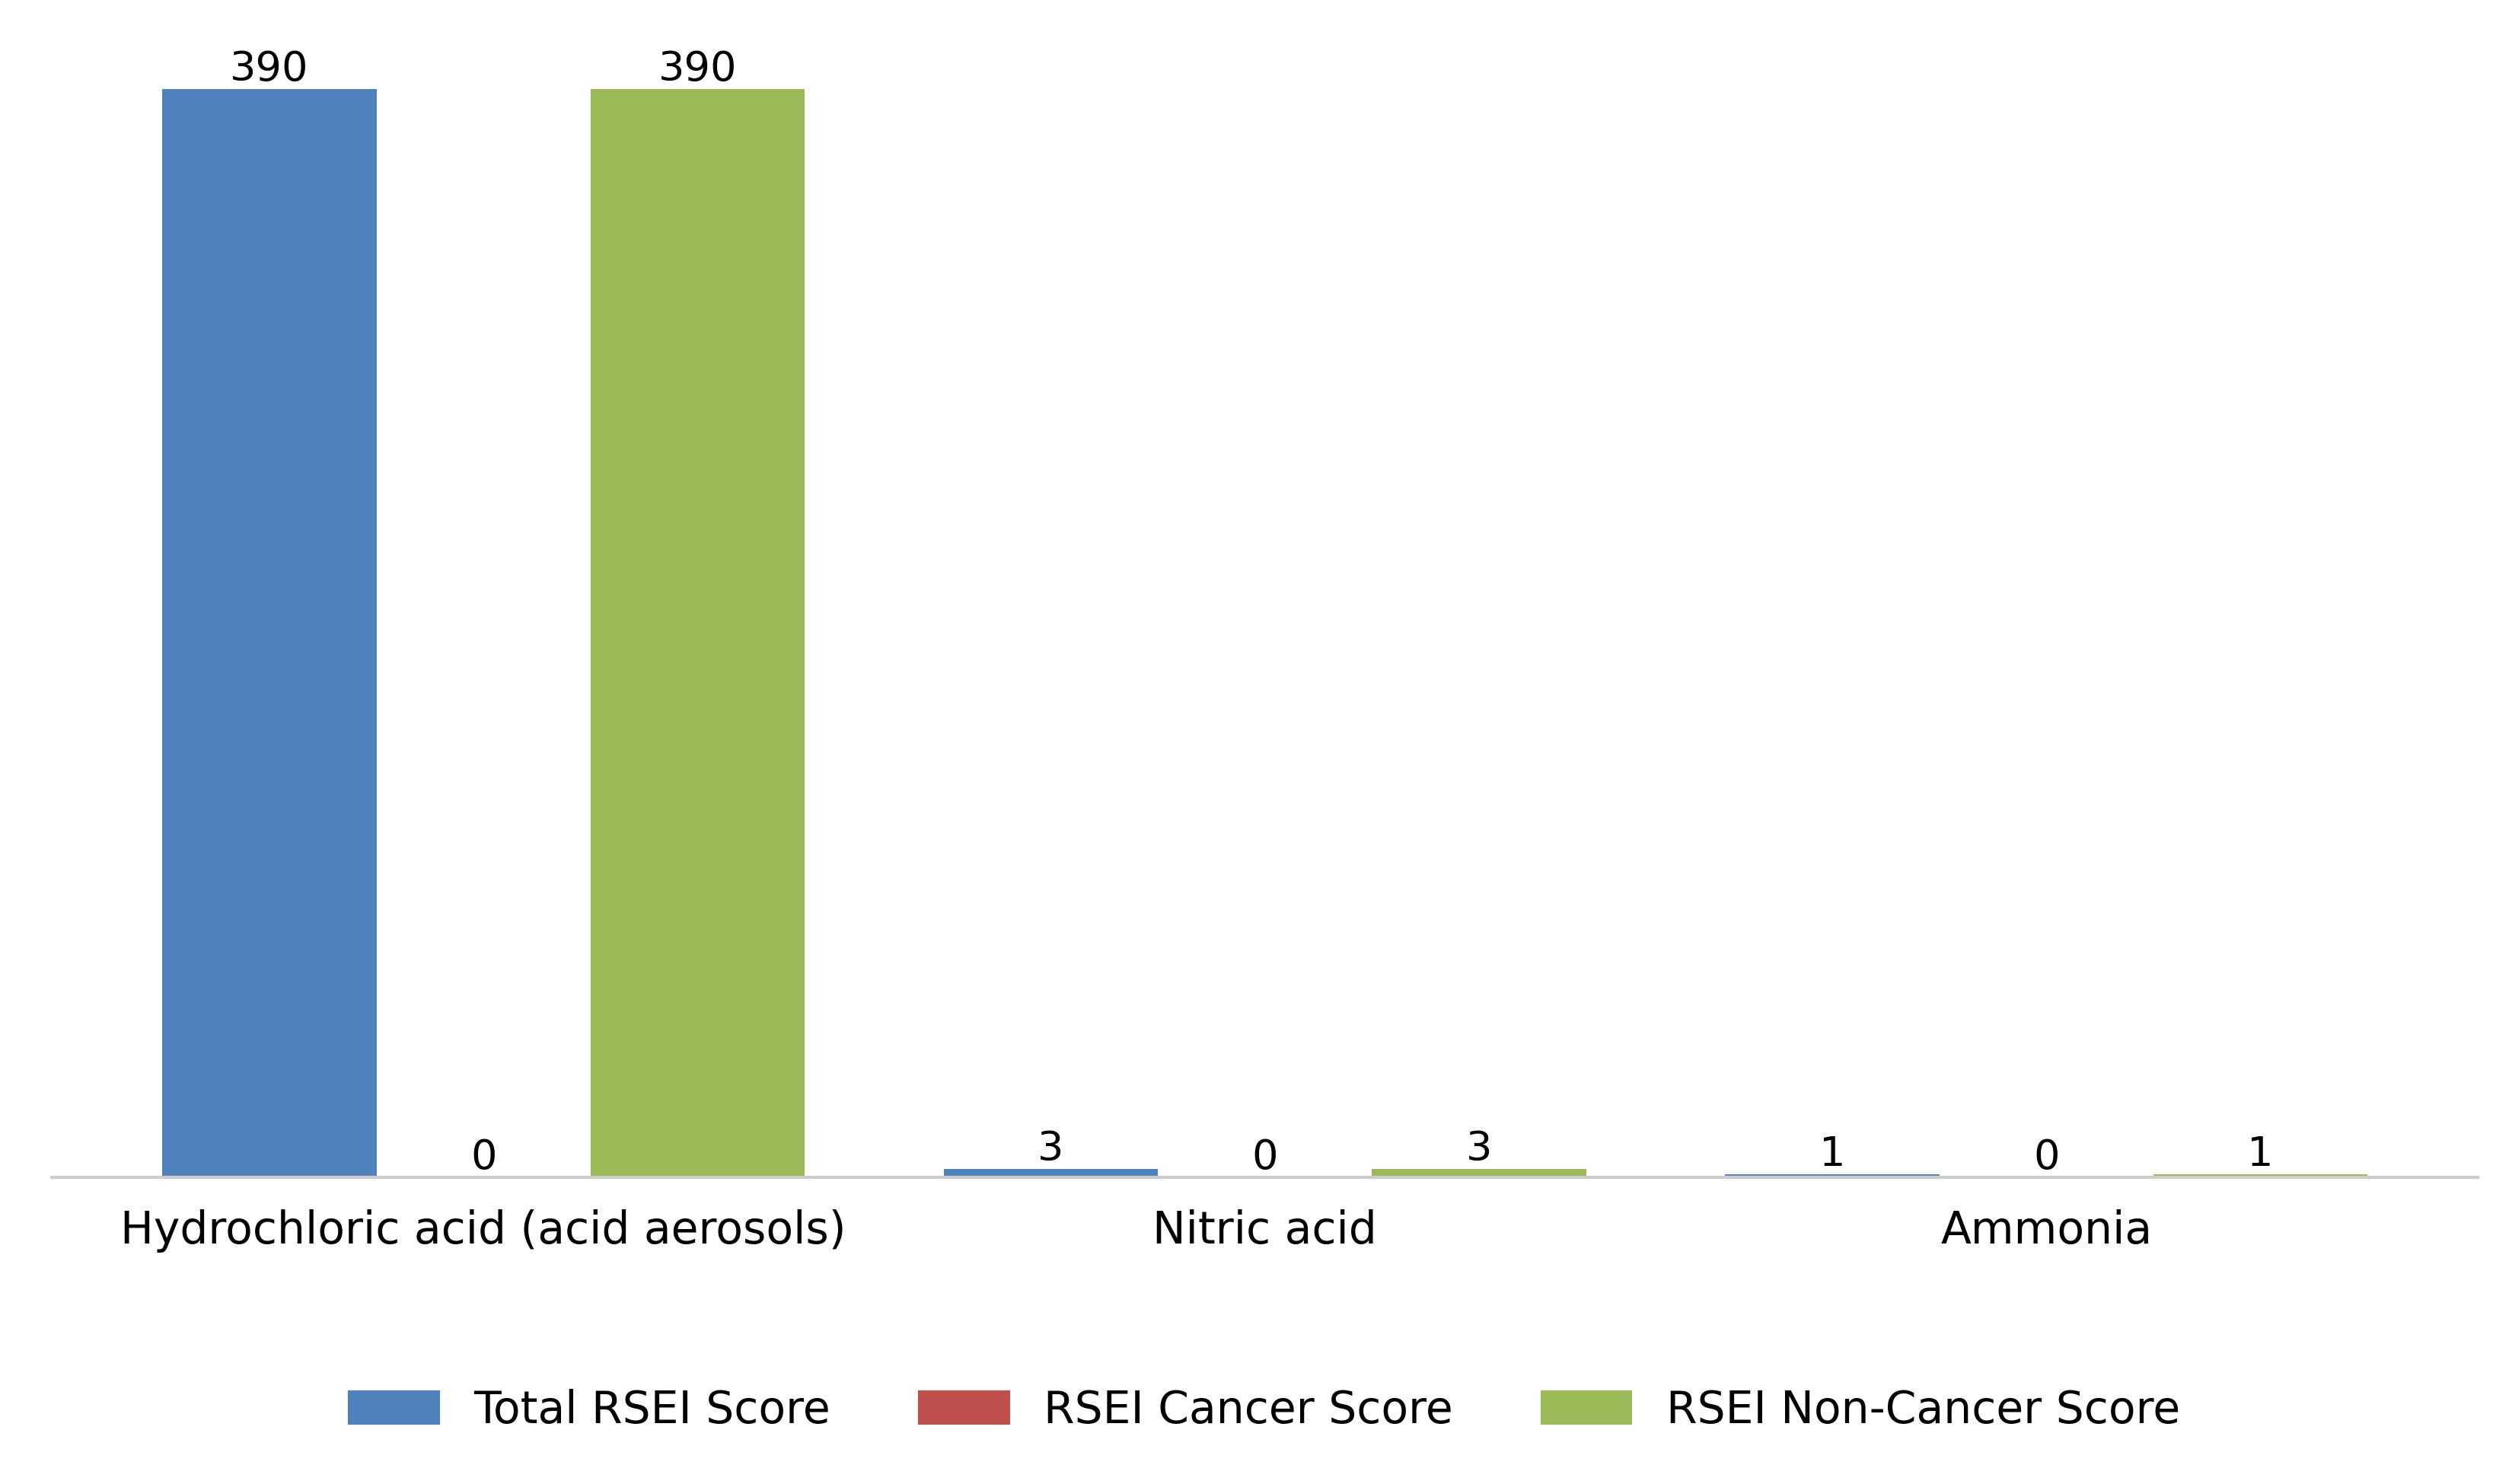 390 390
0 3 0 3 1 0 1
Hydrochloric acid (acid aerosols) Nitric acid Ammonia
Total RSEI Score RSEI Cancer Score RSEI Non-Cancer Score